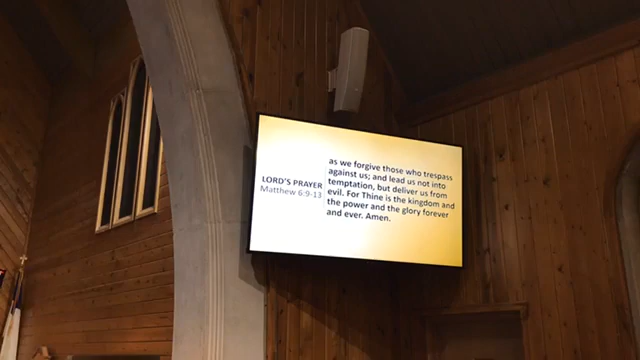 LORD'S PRAYER
Matthew 6:9-13
as we forgive those who trespass
against us; and lead us not into
temptation, but deliver us from
evil. For Thine is the kingdom and
the power and the glory forever
and ever. Amen.